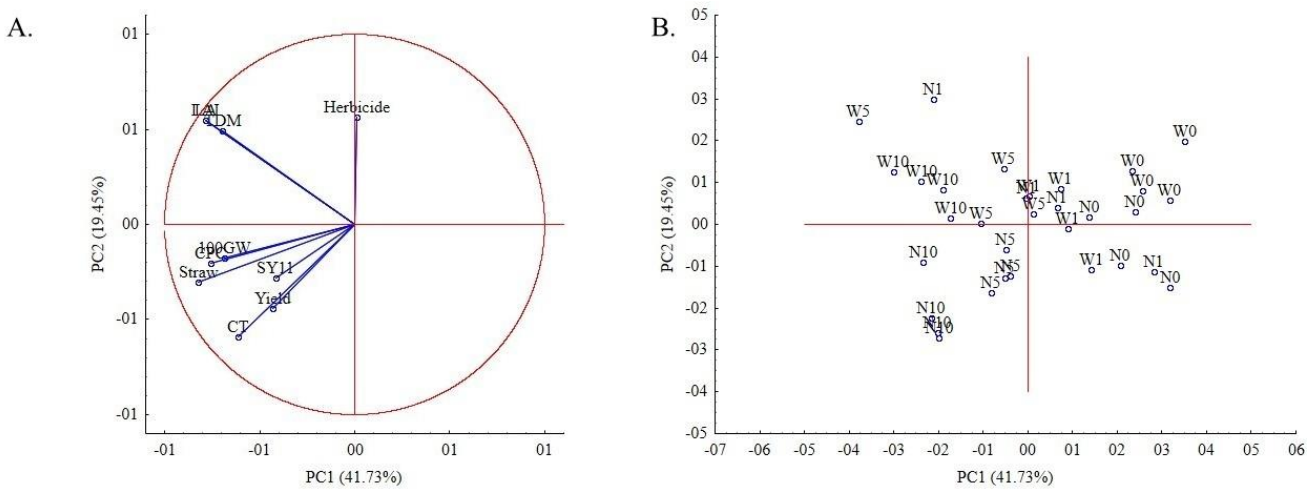 A.
B.
01
01
00
-01
-01
PC2 (19.45%)
-01
-01
00
01
01
PC1 (41.73%)
Herbicide
TDM
100GW
CPC
Straw
SY11
Yield
CT
05
04
03
02
01
00
-01
-02
-03
-04
-05
PC2 (19.45%)
-07
-06
-05
-04
-03
-02
-01
00
01
02
03
04
05
06
PC1 (41.73%)
N1
W5
W0
W10
W10
W10
W5
W0
W0
W0
W1
W1
N1
W5
N1
N0
N0
W10
W5
W1
N10
N5
N5
N5
N5
W1
N0
N1
N0
N10
N10
N10